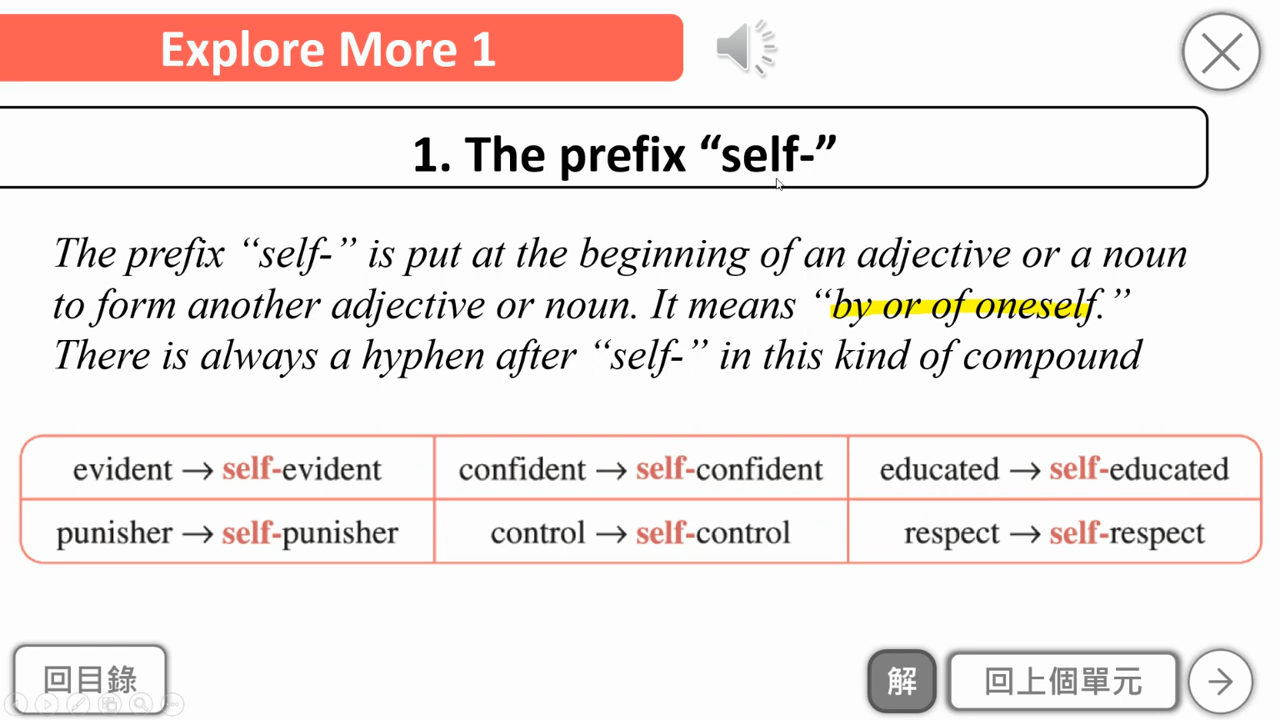 Explore More 1
1. The prefix “self-”
The prefix “self-” is put at the beginning of an adjective or a noun
to form another adjective or noun. It means “by or of oneself.”
There is always a hyphen after “self-” in this kind of compound
evident → self-evident
confident → self-confident
educated → self-educated
punisher → self-punisher
control → self-control
respect → self-respect
回目錄
解
回上個單元